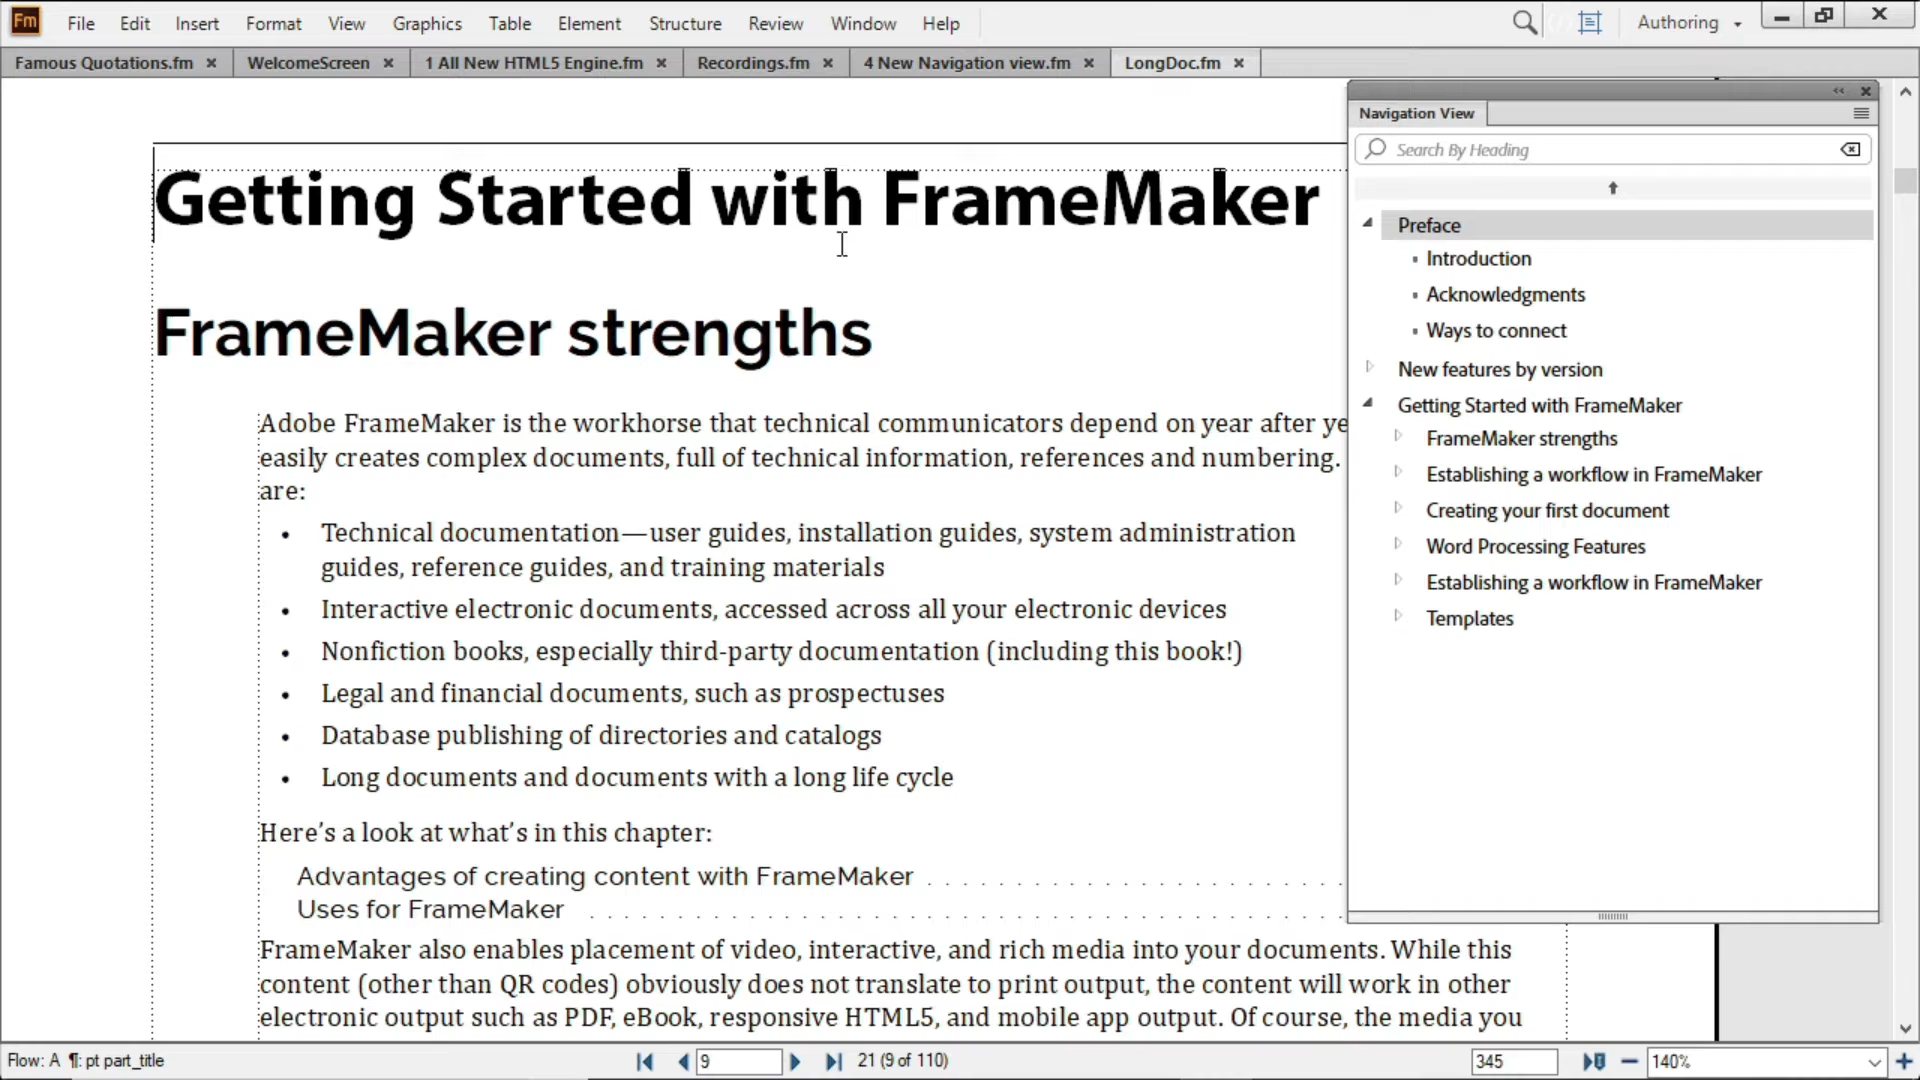 Fm File Edit Insert Format View Graphics Table Element Structure Review Window Help Authoring
Famous Quotations.fm WelcomeScreen 1 All New HTML5 Engine.fm Recordings.fm 4 New Navigation view.fm LongDoc.fm
Getting Started with FrameMaker
FrameMaker strengths
Adobe FrameMaker is the workhorse that technical communicators depend on year after ye
easily creates complex documents, full of technical information, references and numbering.
are:
• Technical documentation—user guides, installation guides, system administration
guides, reference guides, and training materials
• Interactive electronic documents, accessed across all your electronic devices
• Nonfiction books, especially third-party documentation (including this book!)
• Legal and financial documents, such as prospectuses
• Database publishing of directories and catalogs
• Long documents and documents with a long life cycle
Here’s a look at what’s in this chapter:
Advantages of creating content with FrameMaker . . . . . . . . . . . . . . . . . . .
Uses for FrameMaker . . . . . . . . . . . . . . . . . . . . . . . . . . . . . . . . . .
FrameMaker also enables placement of video, interactive, and rich media into your documents. While this
content (other than QR codes) obviously does not translate to print output, the content will work in other
electronic output such as PDF, eBook, responsive HTML5, and mobile app output. Of course, the media you
Navigation View
Search By Heading
Preface
Introduction
Acknowledgments
Ways to connect
New features by version
Getting Started with FrameMaker
FrameMaker strengths
Establishing a workflow in FrameMaker
Creating your first document
Word Processing Features
Establishing a workflow in FrameMaker
Templates
Flow: A ¶: pt part_title 9 21 (9 of 110) 345 140%